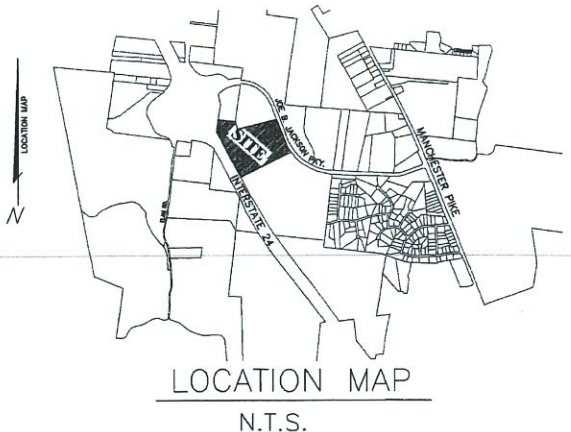 LOCATION MAP
N
SITE
JOE B. JACKSON PKY.
MANCHESTER PIKE
INTERSTATE 24
LOCATION MAP
N.T.S.